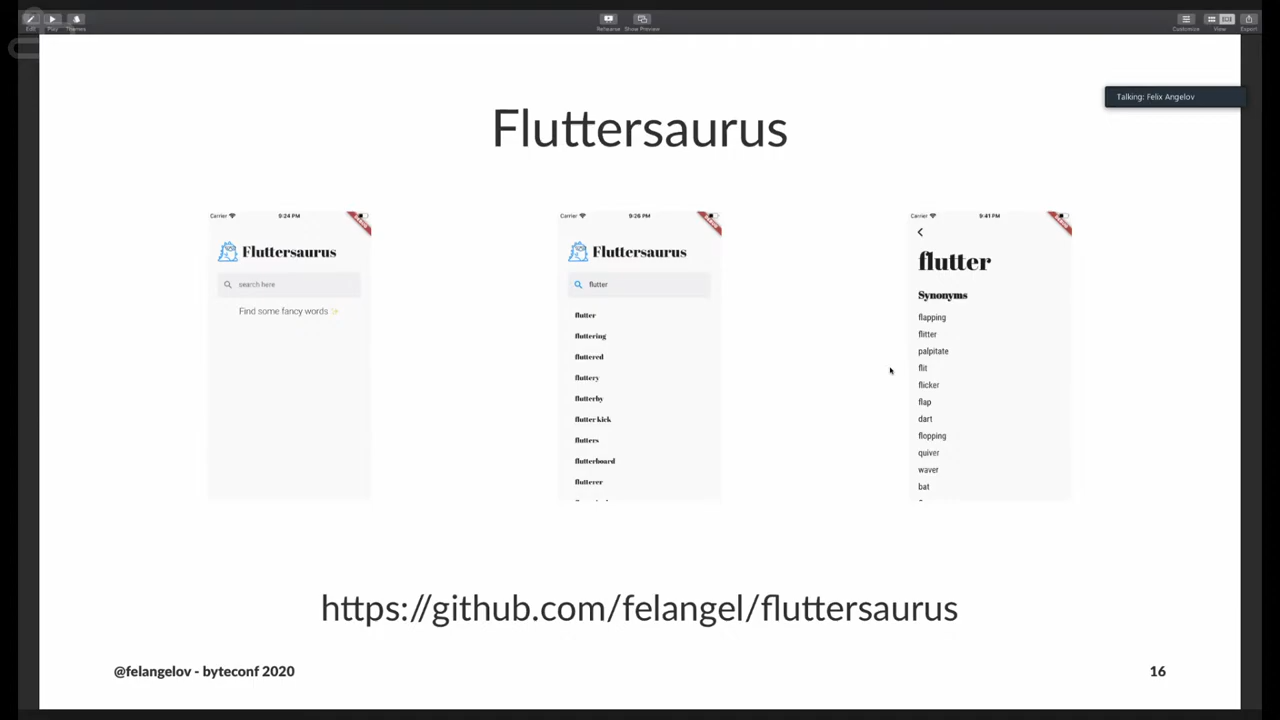 Edit Play Themes Rehearse Show Preview Customize View Export
Talking: Felix Angelov
Fluttersaurus
Carrier 9:24 PM
Fluttersaurus
search here
Find some fancy words ✨
Carrier 9:26 PM
Fluttersaurus
flutter
flutter
fluttering
fluttered
fluttery
flutterby
flutter kick
flutters
flutterboard
flutterer
Carrier 9:41 PM
flutter
Synonyms
flapping
flitter
palpitate
flit
flicker
flap
dart
flopping
quiver
waver
bat
https://github.com/felangel/fluttersaurus
@felangelov - byteconf 2020
16